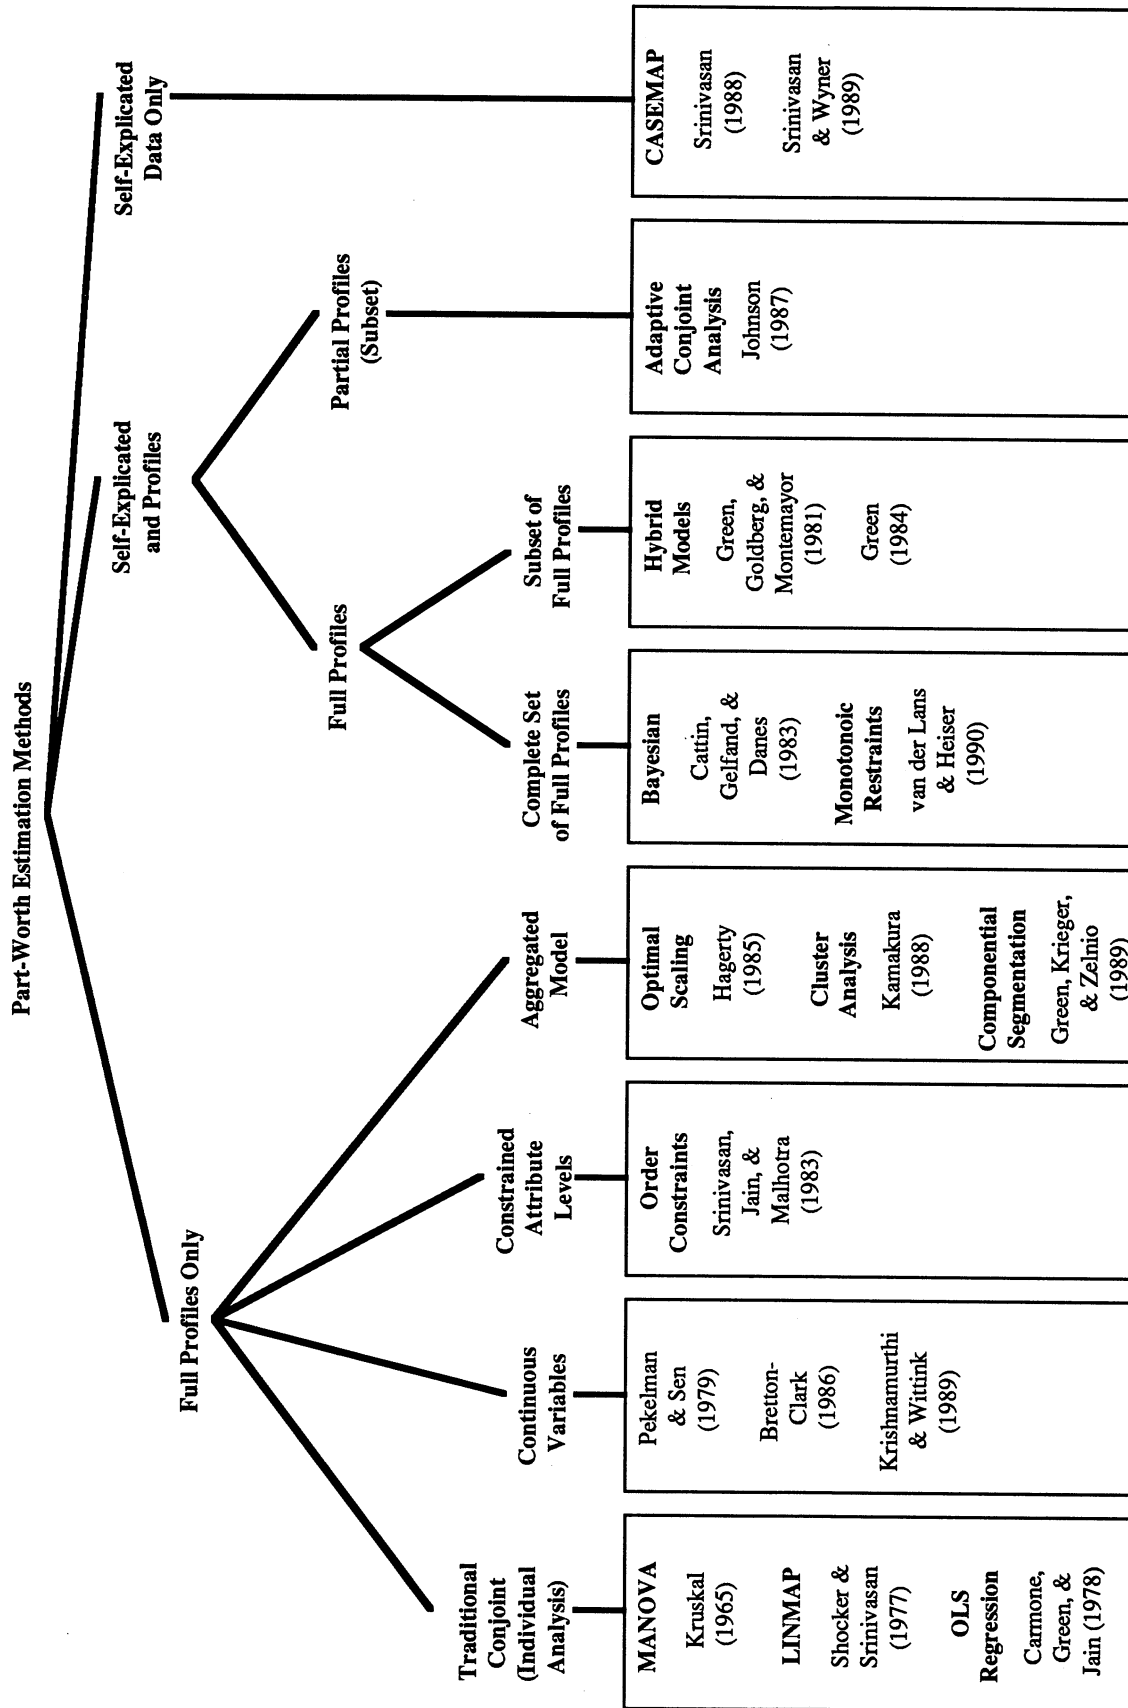 Part-Worth Estimation Methods
Full Profiles Only
Self-Explicated
and Profiles
Self-Explicated
Data Only
Full Profiles
Partial Profiles
(Subset)
Traditional
Conjoint
(Individual
Analysis)
Continuous
Variables
Constrained
Attribute
Levels
Aggregated
Model
Complete Set
of Full Profiles
Subset of
Full Profiles
MANOVA
Kruskal
(1965)
LINMAP
Shocker &
Srinivasan
(1977)
OLS
Regression
Carmone,
Green, &
Jain (1978)
Pekelman
& Sen
(1979)
Bretton-
Clark
(1986)
Krishnamurthi
& Wittink
(1989)
Order
Constraints
Srinivasan,
Jain, &
Malhotra
(1983)
Optimal
Scaling
Hagerty
(1985)
Cluster
Analysis
Kamakura
(1988)
Componential
Segmentation
Green, Krieger,
& Zelnio
(1989)
Bayesian
Cattin,
Gelfand, &
Danes
(1983)
Monotonoic
Restraints
van der Lans
& Heiser
(1990)
Hybrid
Models
Green,
Goldberg, &
Montemayor
(1981)
Green
(1984)
Adaptive
Conjoint
Analysis
Johnson
(1987)
CASEMAP
Srinivasan
(1988)
Srinivasan
& Wyner
(1989)